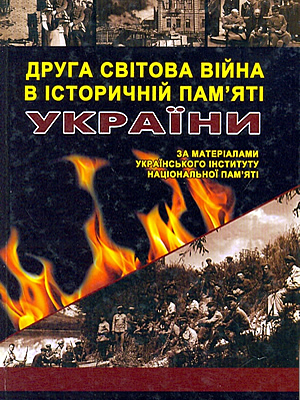 ДРУГА СВІТОВА ВІЙНА
В ІСТОРИЧНІЙ ПАМ'ЯТІ
УКРАЇНИ
ЗА МАТЕРІАЛАМИ
УКРАЇНСЬКОГО ІНСТИТУТУ
НАЦІОНАЛЬНОЇ ПАМ'ЯТІ